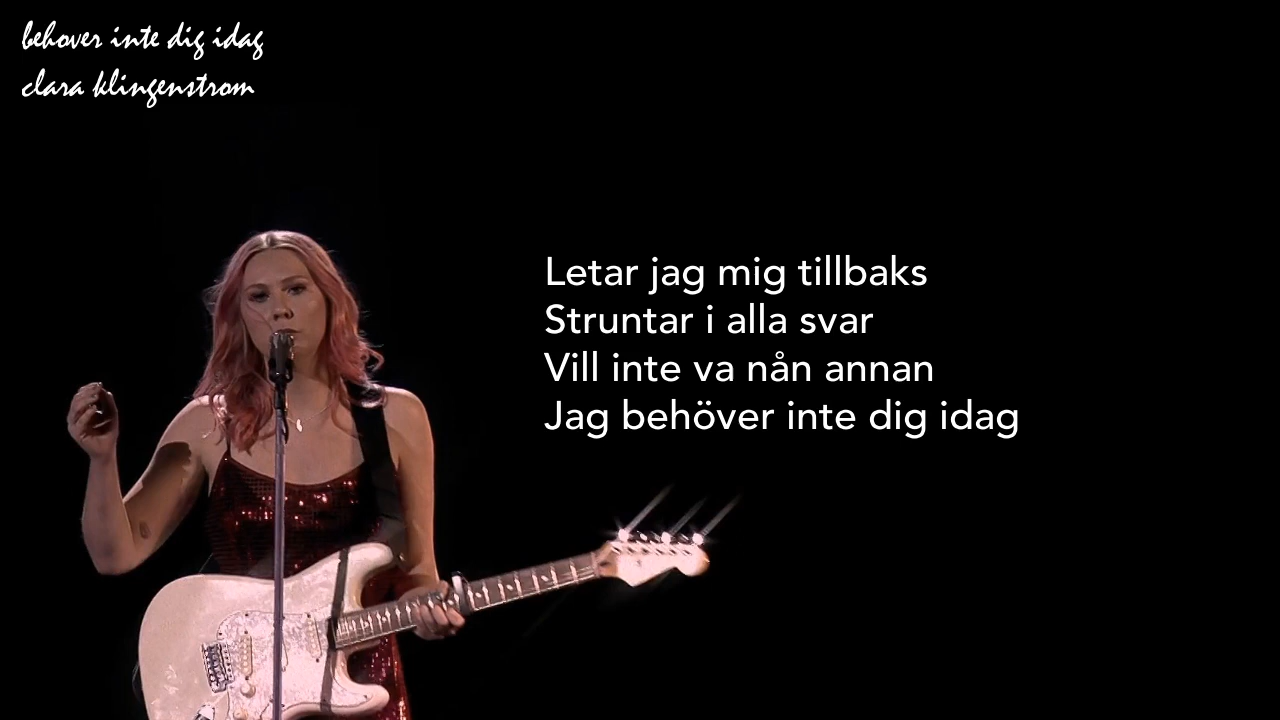 behover inte dig idag
clara klingenstrom
Letar jag mig tillbaks
Struntar i alla svar
Vill inte va nån annan
Jag behöver inte dig idag